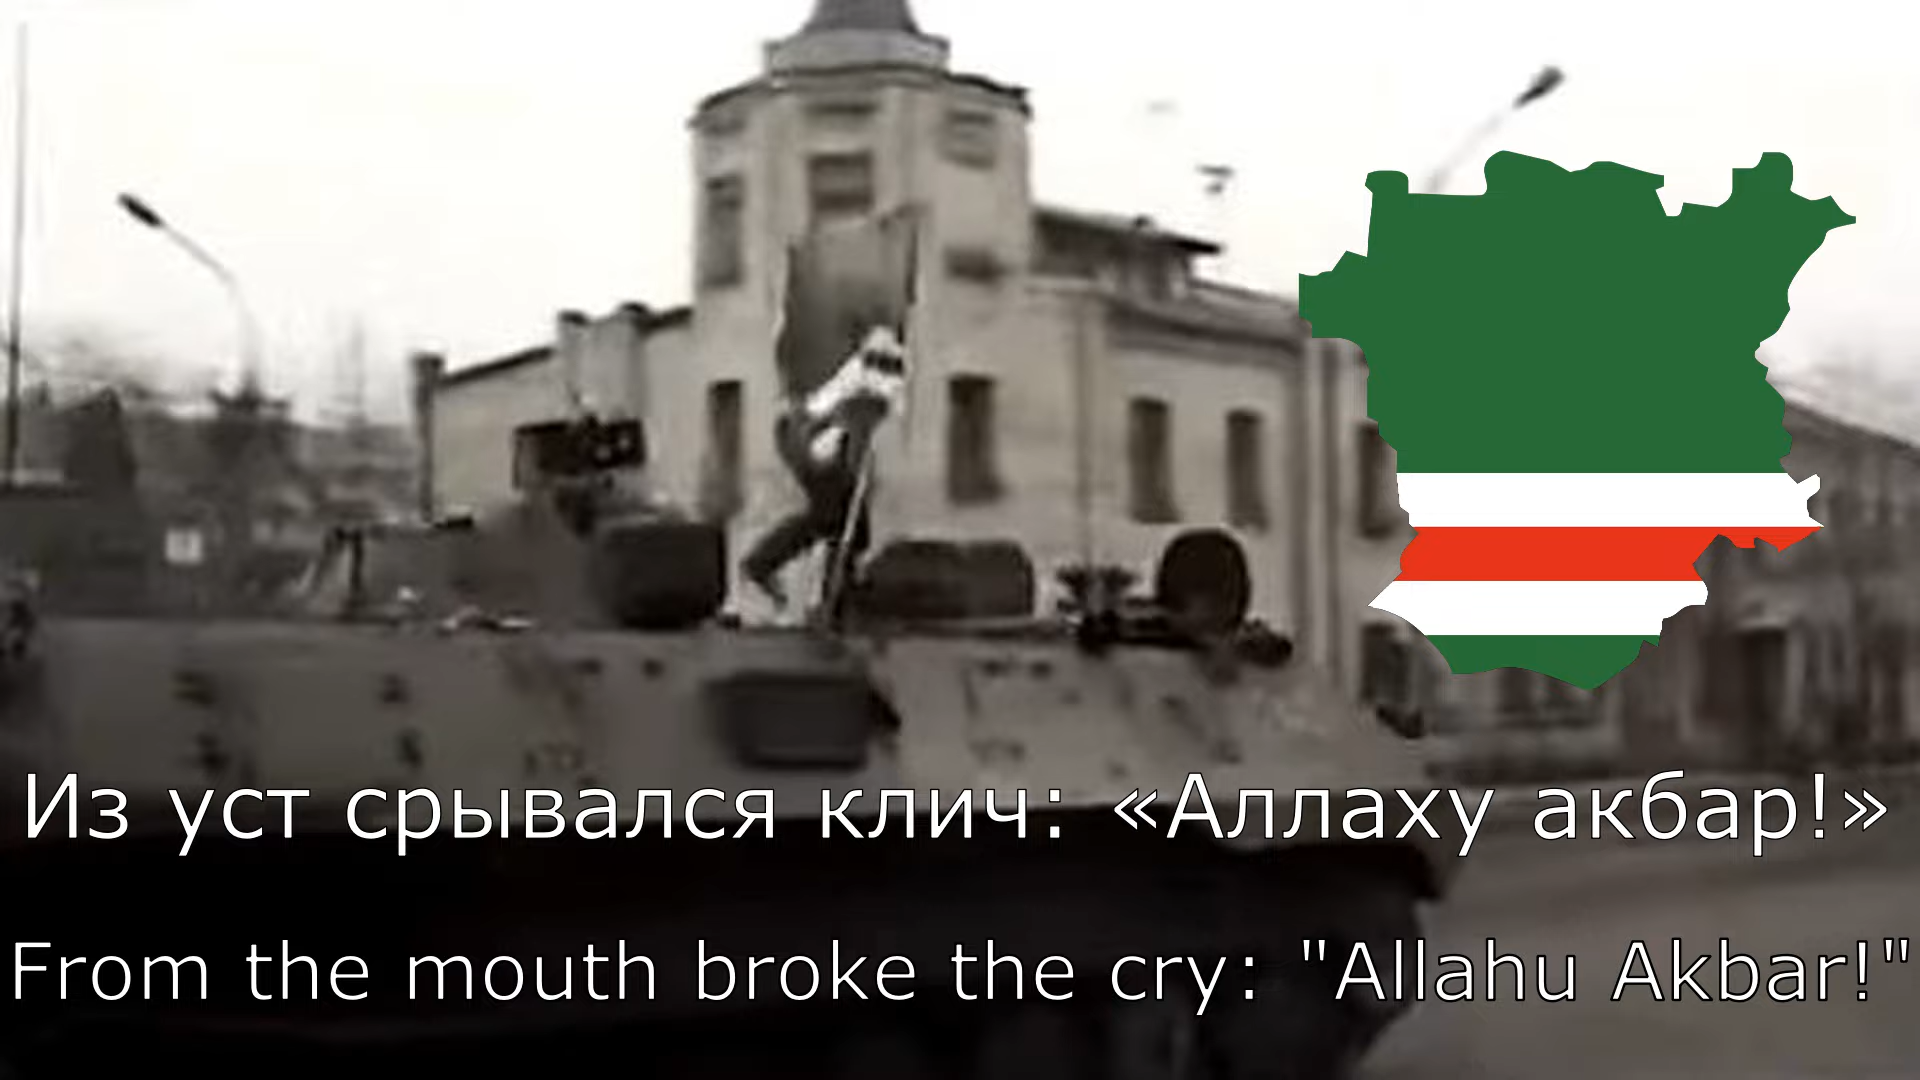 Из уст срывался клич: «Аллаху акбар!»
From the mouth broke the cry: "Allahu Akbar!"